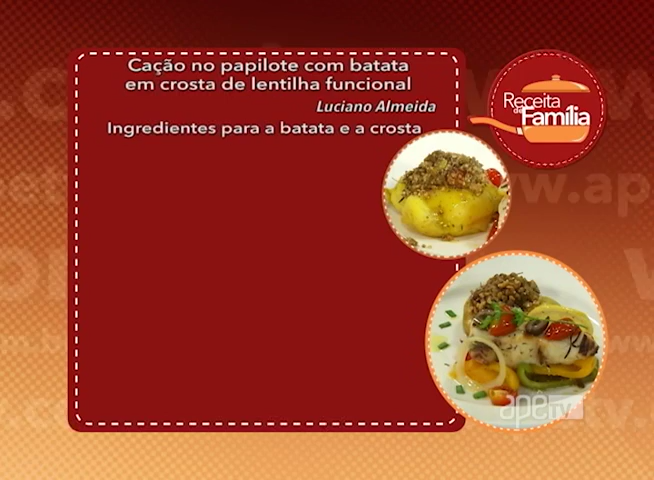 Cação no papilote com batata
em crosta de lentilha funcional
Luciano Almeida
Ingredientes para a batata e a crosta
Receita
de Família
apetv